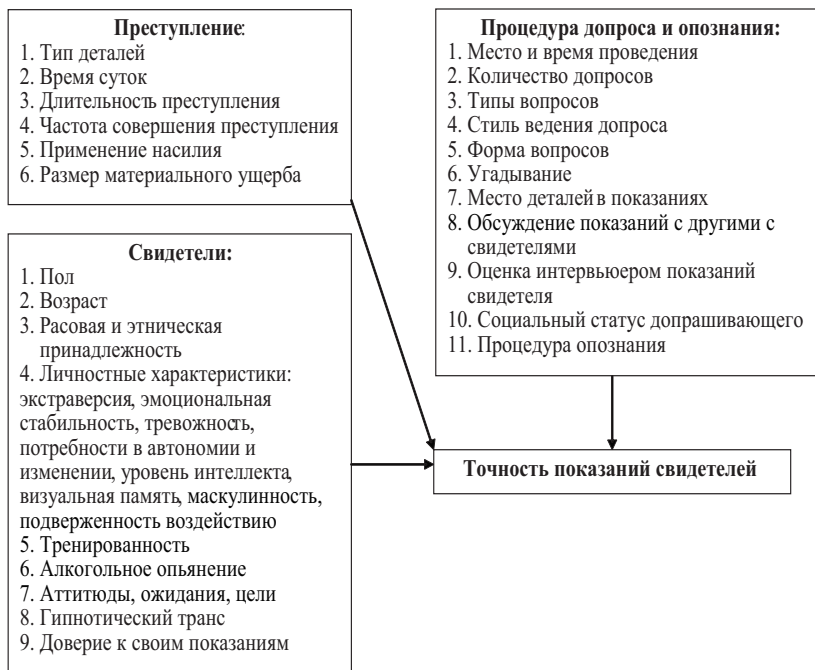 Преступление:
1. Тип деталей
2. Время суток
3. Длительность преступления
4. Частота совершения преступления
5. Применение насилия
6. Размер материального ущерба
Свидетели:
1. Пол
2. Возраст
3. Расовая и этническая
принадлежность
4. Личностные характеристики:
экстраверсия, эмоциональная
стабильность, тревожность,
потребности в автономии и
изменении, уровень интеллекта,
визуальная память, маскулинность,
подверженность воздействию
5. Тренированность
6. Алкогольное опьянение
7. Аттитюды, ожидания, цели
8. Гипнотический транс
9. Доверие к своим показаниям
Процедура допроса и опознания:
1. Место и время проведения
2. Количество допросов
3. Типы вопросов
4. Стиль ведения допроса
5. Форма вопросов
6. Угадывание
7. Место деталей в показаниях
8. Обсуждение показаний с другими с
свидетелями
9. Оценка интервьюером показаний
свидетеля
10. Социальный статус допрашивающего
11. Процедура опознания
Точность показаний свидетелей